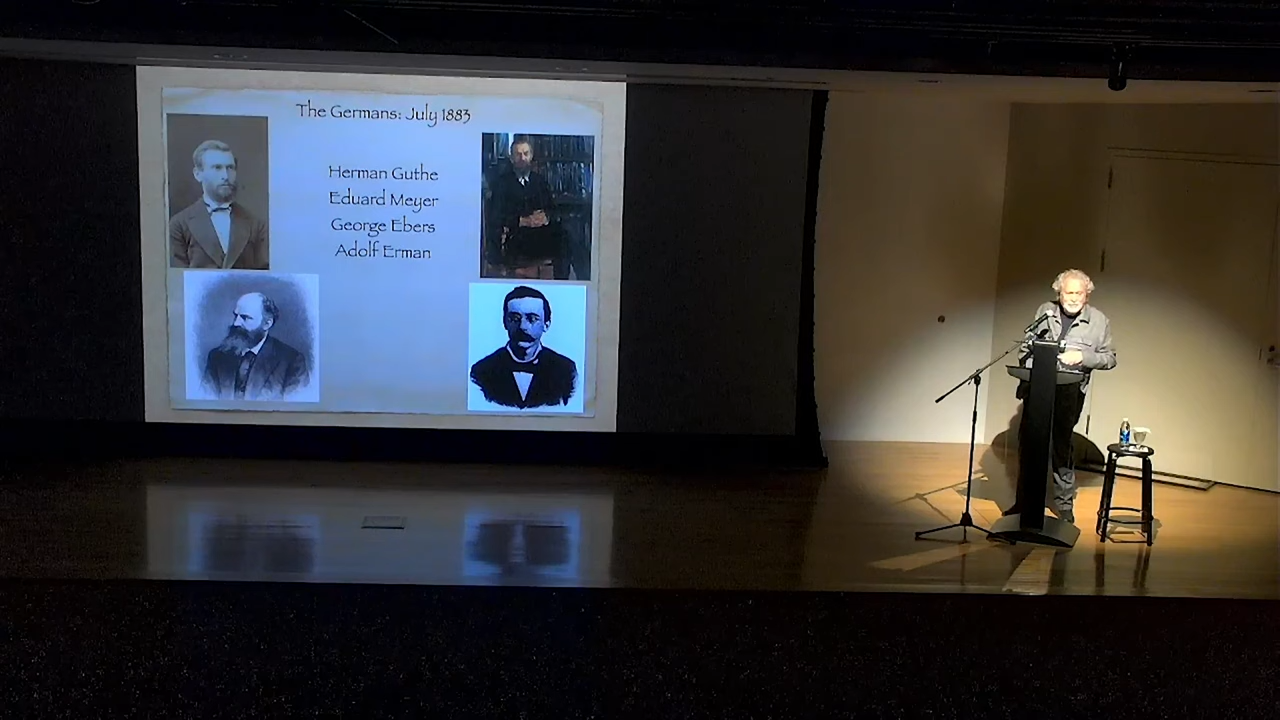 The Germans: July 1883
Herman Guthe
Eduard Meyer
George Ebers
Adolf Erman